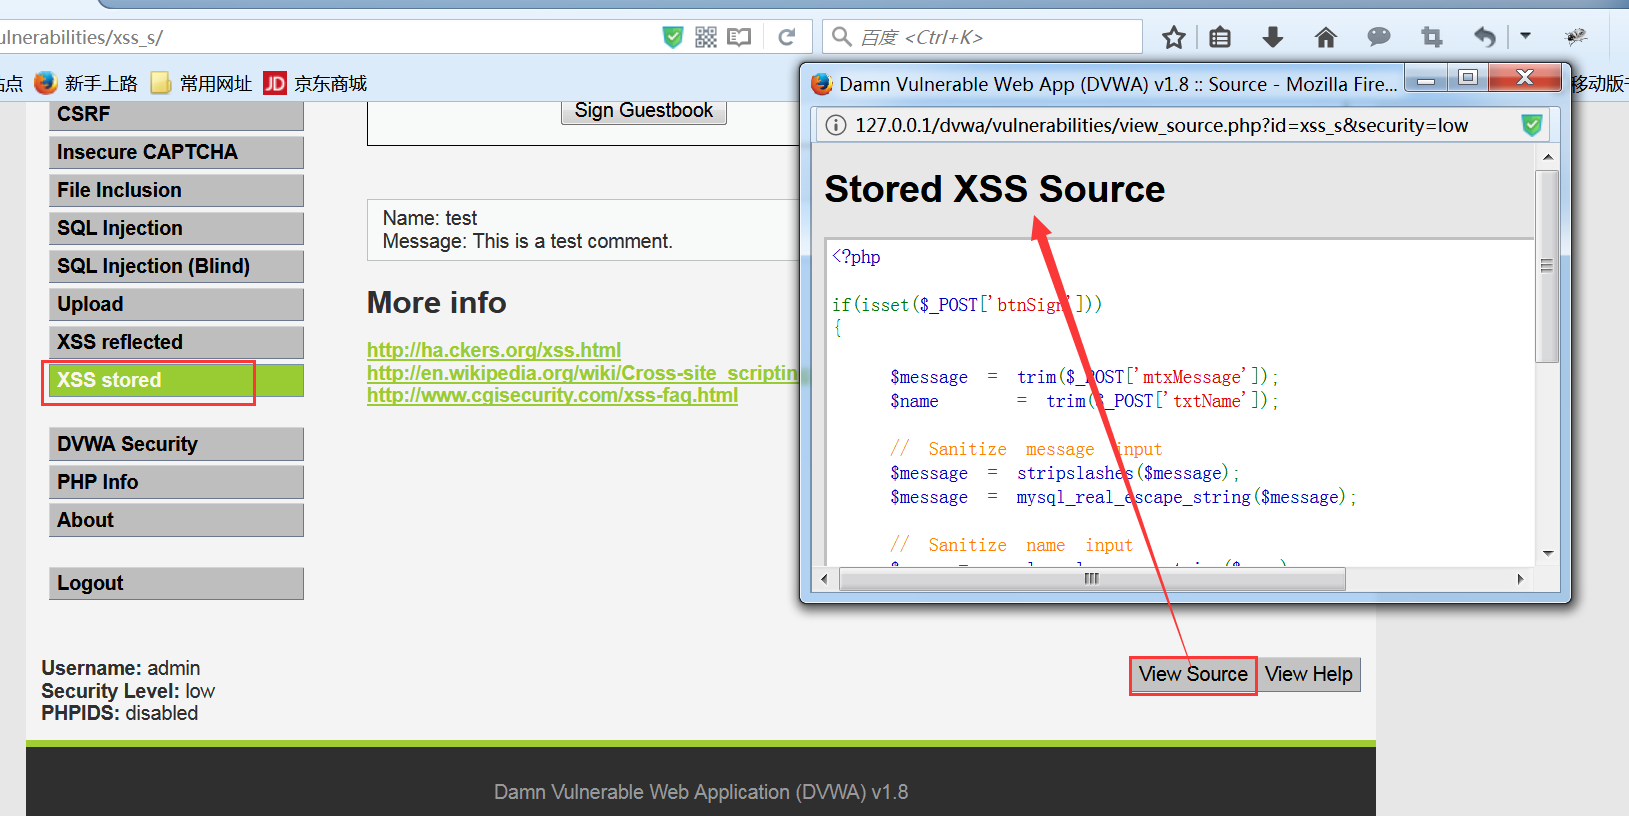 ulnerabilities/xss_s/
百度 <Ctrl+K>
站点 新手上路 常用网址 JD 京东商城
移动版
CSRF
Insecure CAPTCHA
File Inclusion
SQL Injection
SQL Injection (Blind)
Upload
XSS reflected
XSS stored
DVWA Security
PHP Info
About
Logout
Username: admin
Security Level: low
PHPIDS: disabled
Sign Guestbook
Name: test
Message: This is a test comment.
More info
http://ha.ckers.org/xss.html
http://en.wikipedia.org/wiki/Cross-site_scripting
http://www.cgisecurity.com/xss-faq.html
Damn Vulnerable Web App (DVWA) v1.8 :: Source - Mozilla Fire...
127.0.0.1/dvwa/vulnerabilities/view_source.php?id=xss_s&security=low
Stored XSS Source
<?php
if(isset($_POST['btnSign']))
{
$message = trim($_POST['mtxMessage']);
$name = trim($_POST['txtName']);
// Sanitize message input
$message = stripslashes($message);
$message = mysql_real_escape_string($message);
// Sanitize name input
View Source View Help
Damn Vulnerable Web Application (DVWA) v1.8